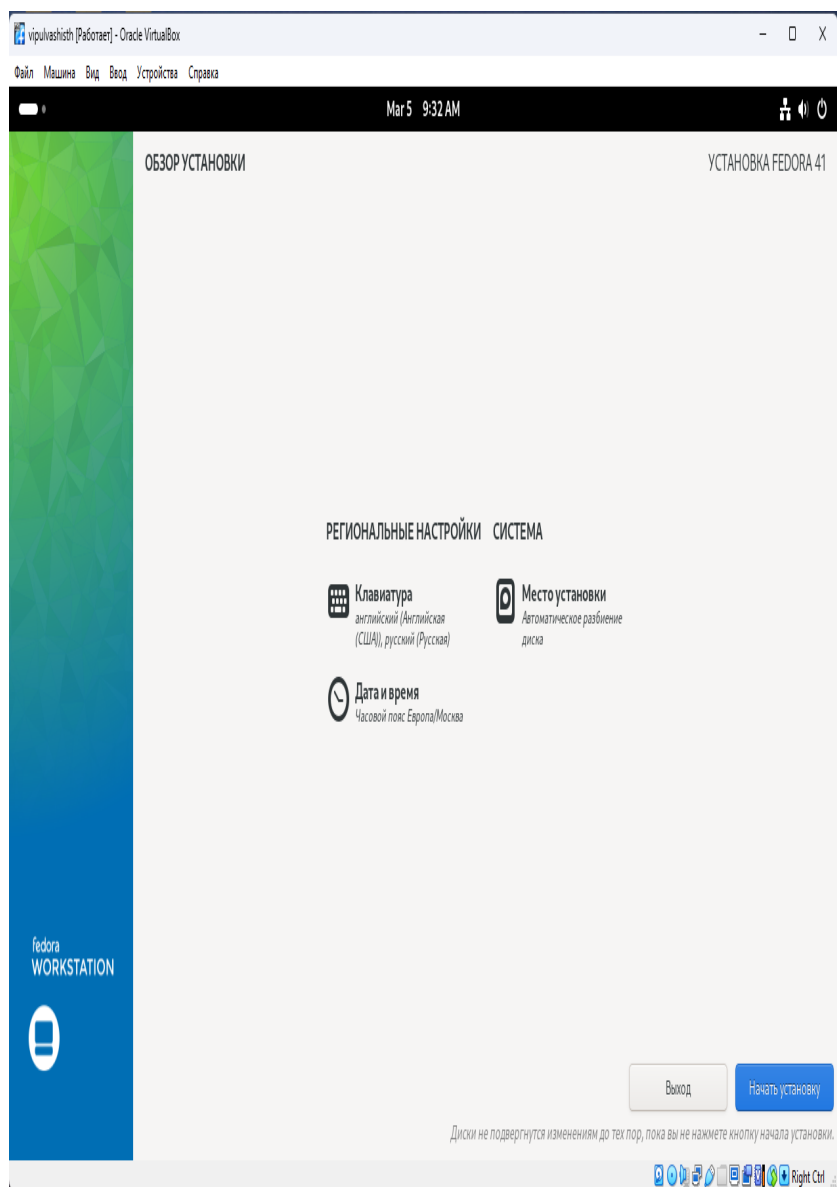 vipulvashisth [Работает] - Oracle VirtualBox
Файл Машина Вид Ввод Устройства Справка
Mar 5 9:32 AM
ОБЗОР УСТАНОВКИ
УСТАНОВКА FEDORA 41
РЕГИОНАЛЬНЫЕ НАСТРОЙКИ
СИСТЕМА
Клавиатура
английский (Английская
(США)), русский (Русская)
Место установки
Автоматическое разбиение
диска
Дата и время
Часовой пояс Европа/Москва
fedora
WORKSTATION
Выход
Начать установку
Диски не подвергнутся изменениям до тех пор, пока вы не нажмете кнопку начала установки.
Right Ctrl